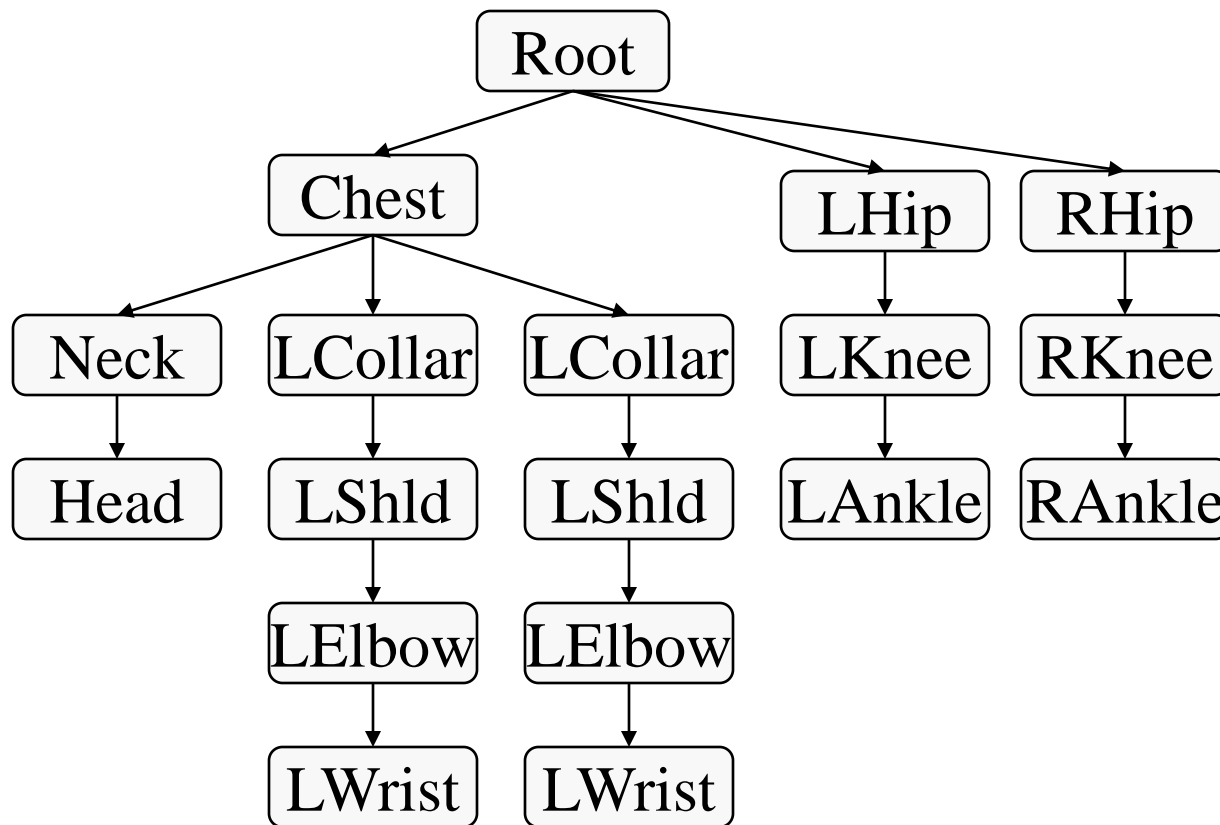 Root
Chest
LHip
RHip
Neck
LCollar
LCollar
LKnee
RKnee
Head
LShld
LShld
LAnkle
RAnkle
LElbow
LElbow
LWrist
LWrist